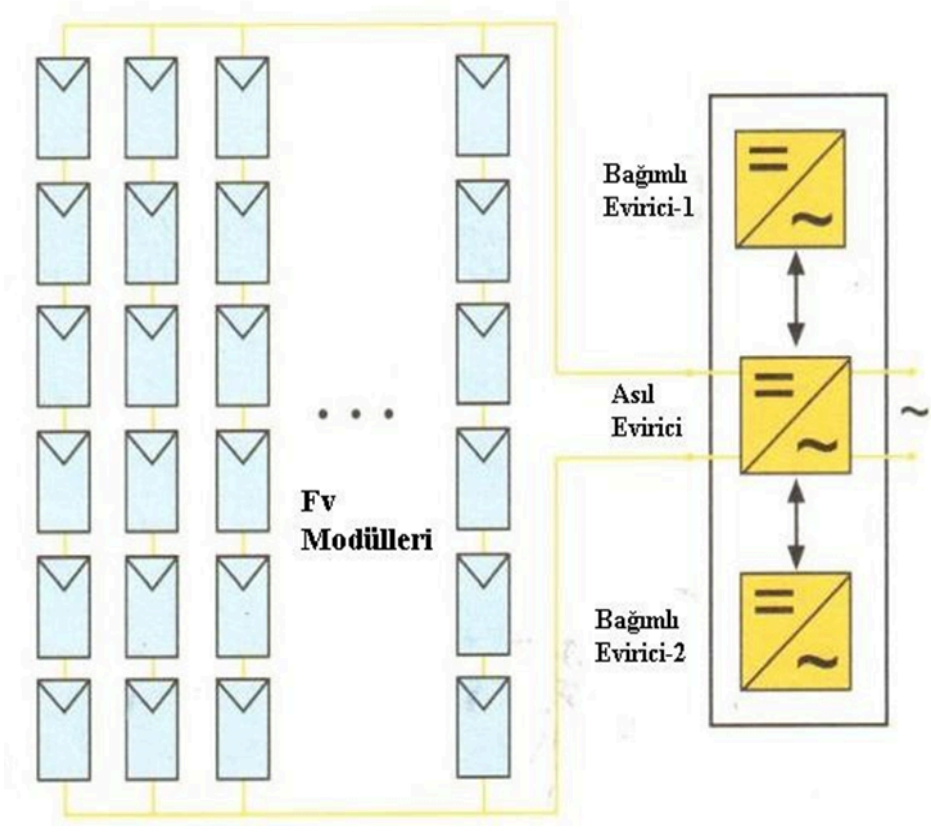 Bağımlı
Evirici-1
Asıl
Evirici
~
Fv
Modülleri
Bağımlı
Evirici-2